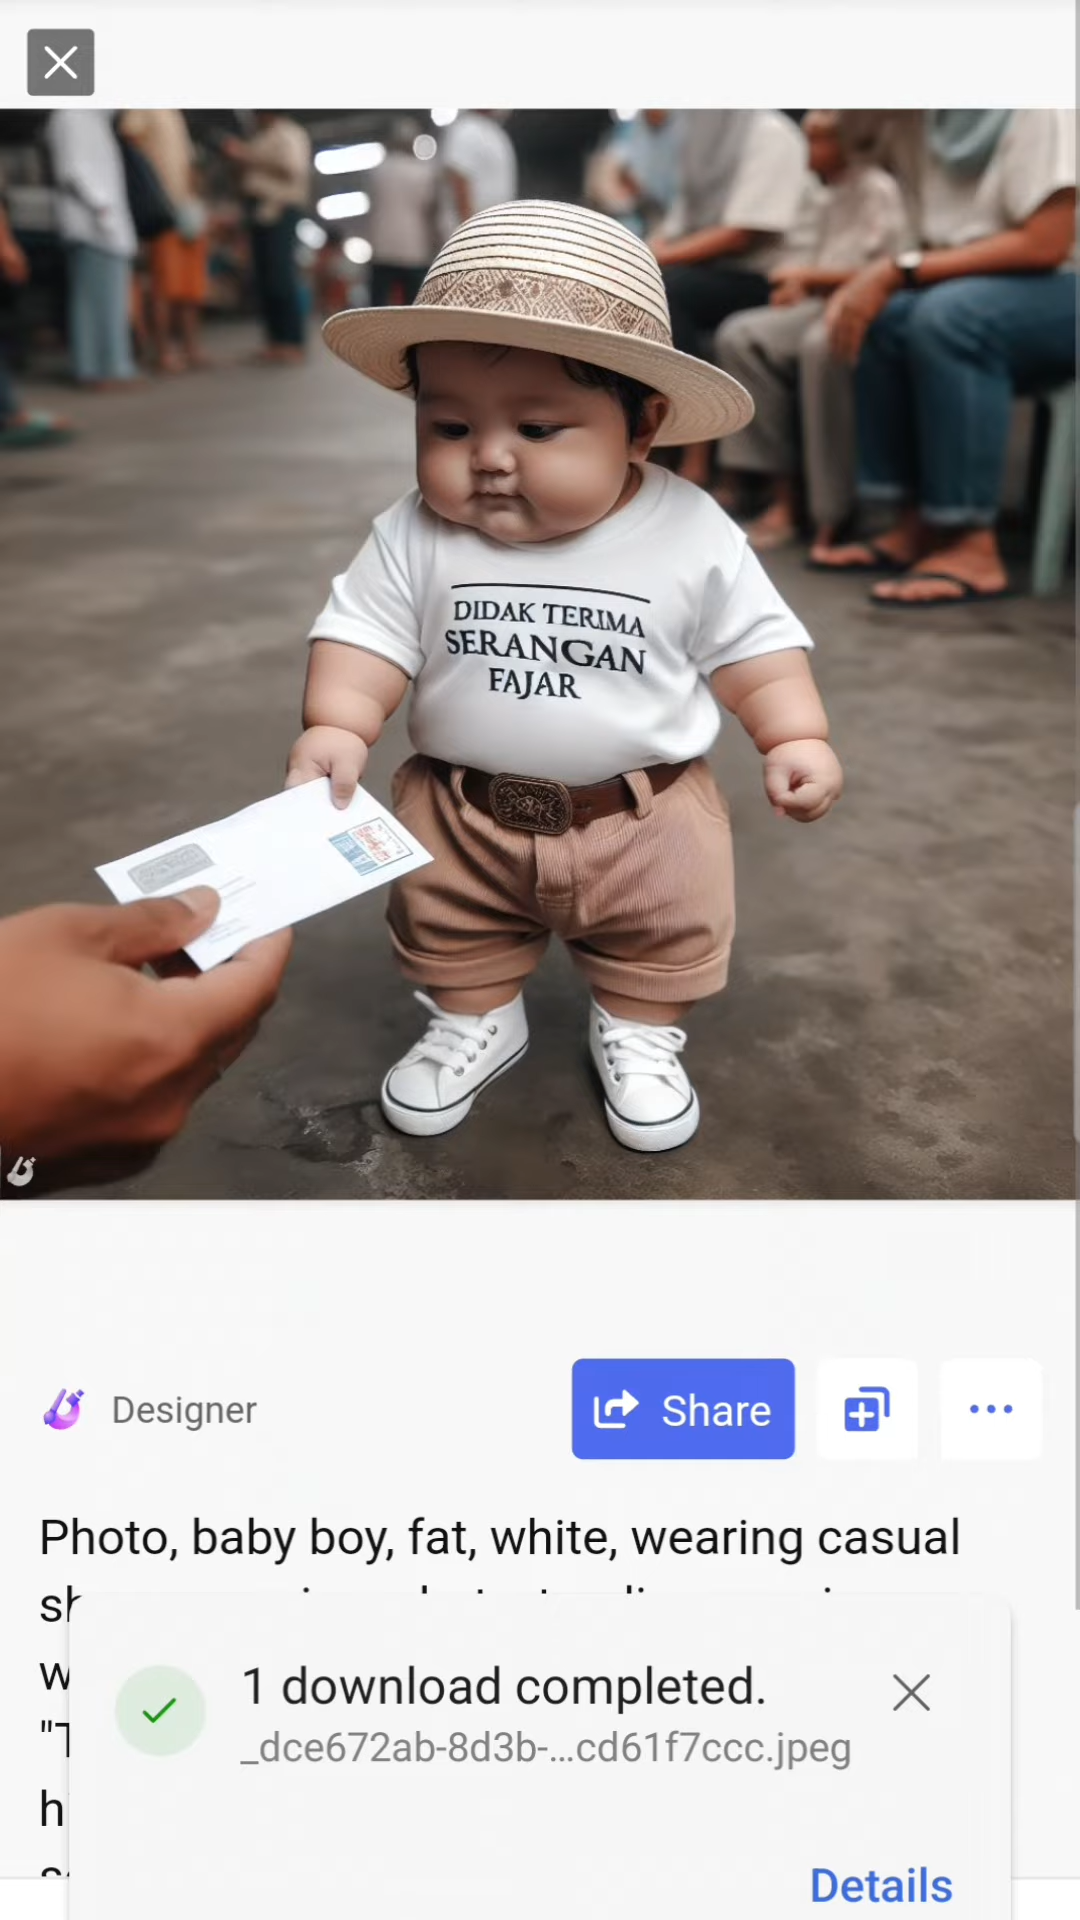 DIDAK TERIMA
SERANGAN
FAJAR
Designer
Share
Photo, baby boy, fat, white, wearing casual
1 download completed.
_dce672ab-8d3b-...cd61f7ccc.jpeg
Details